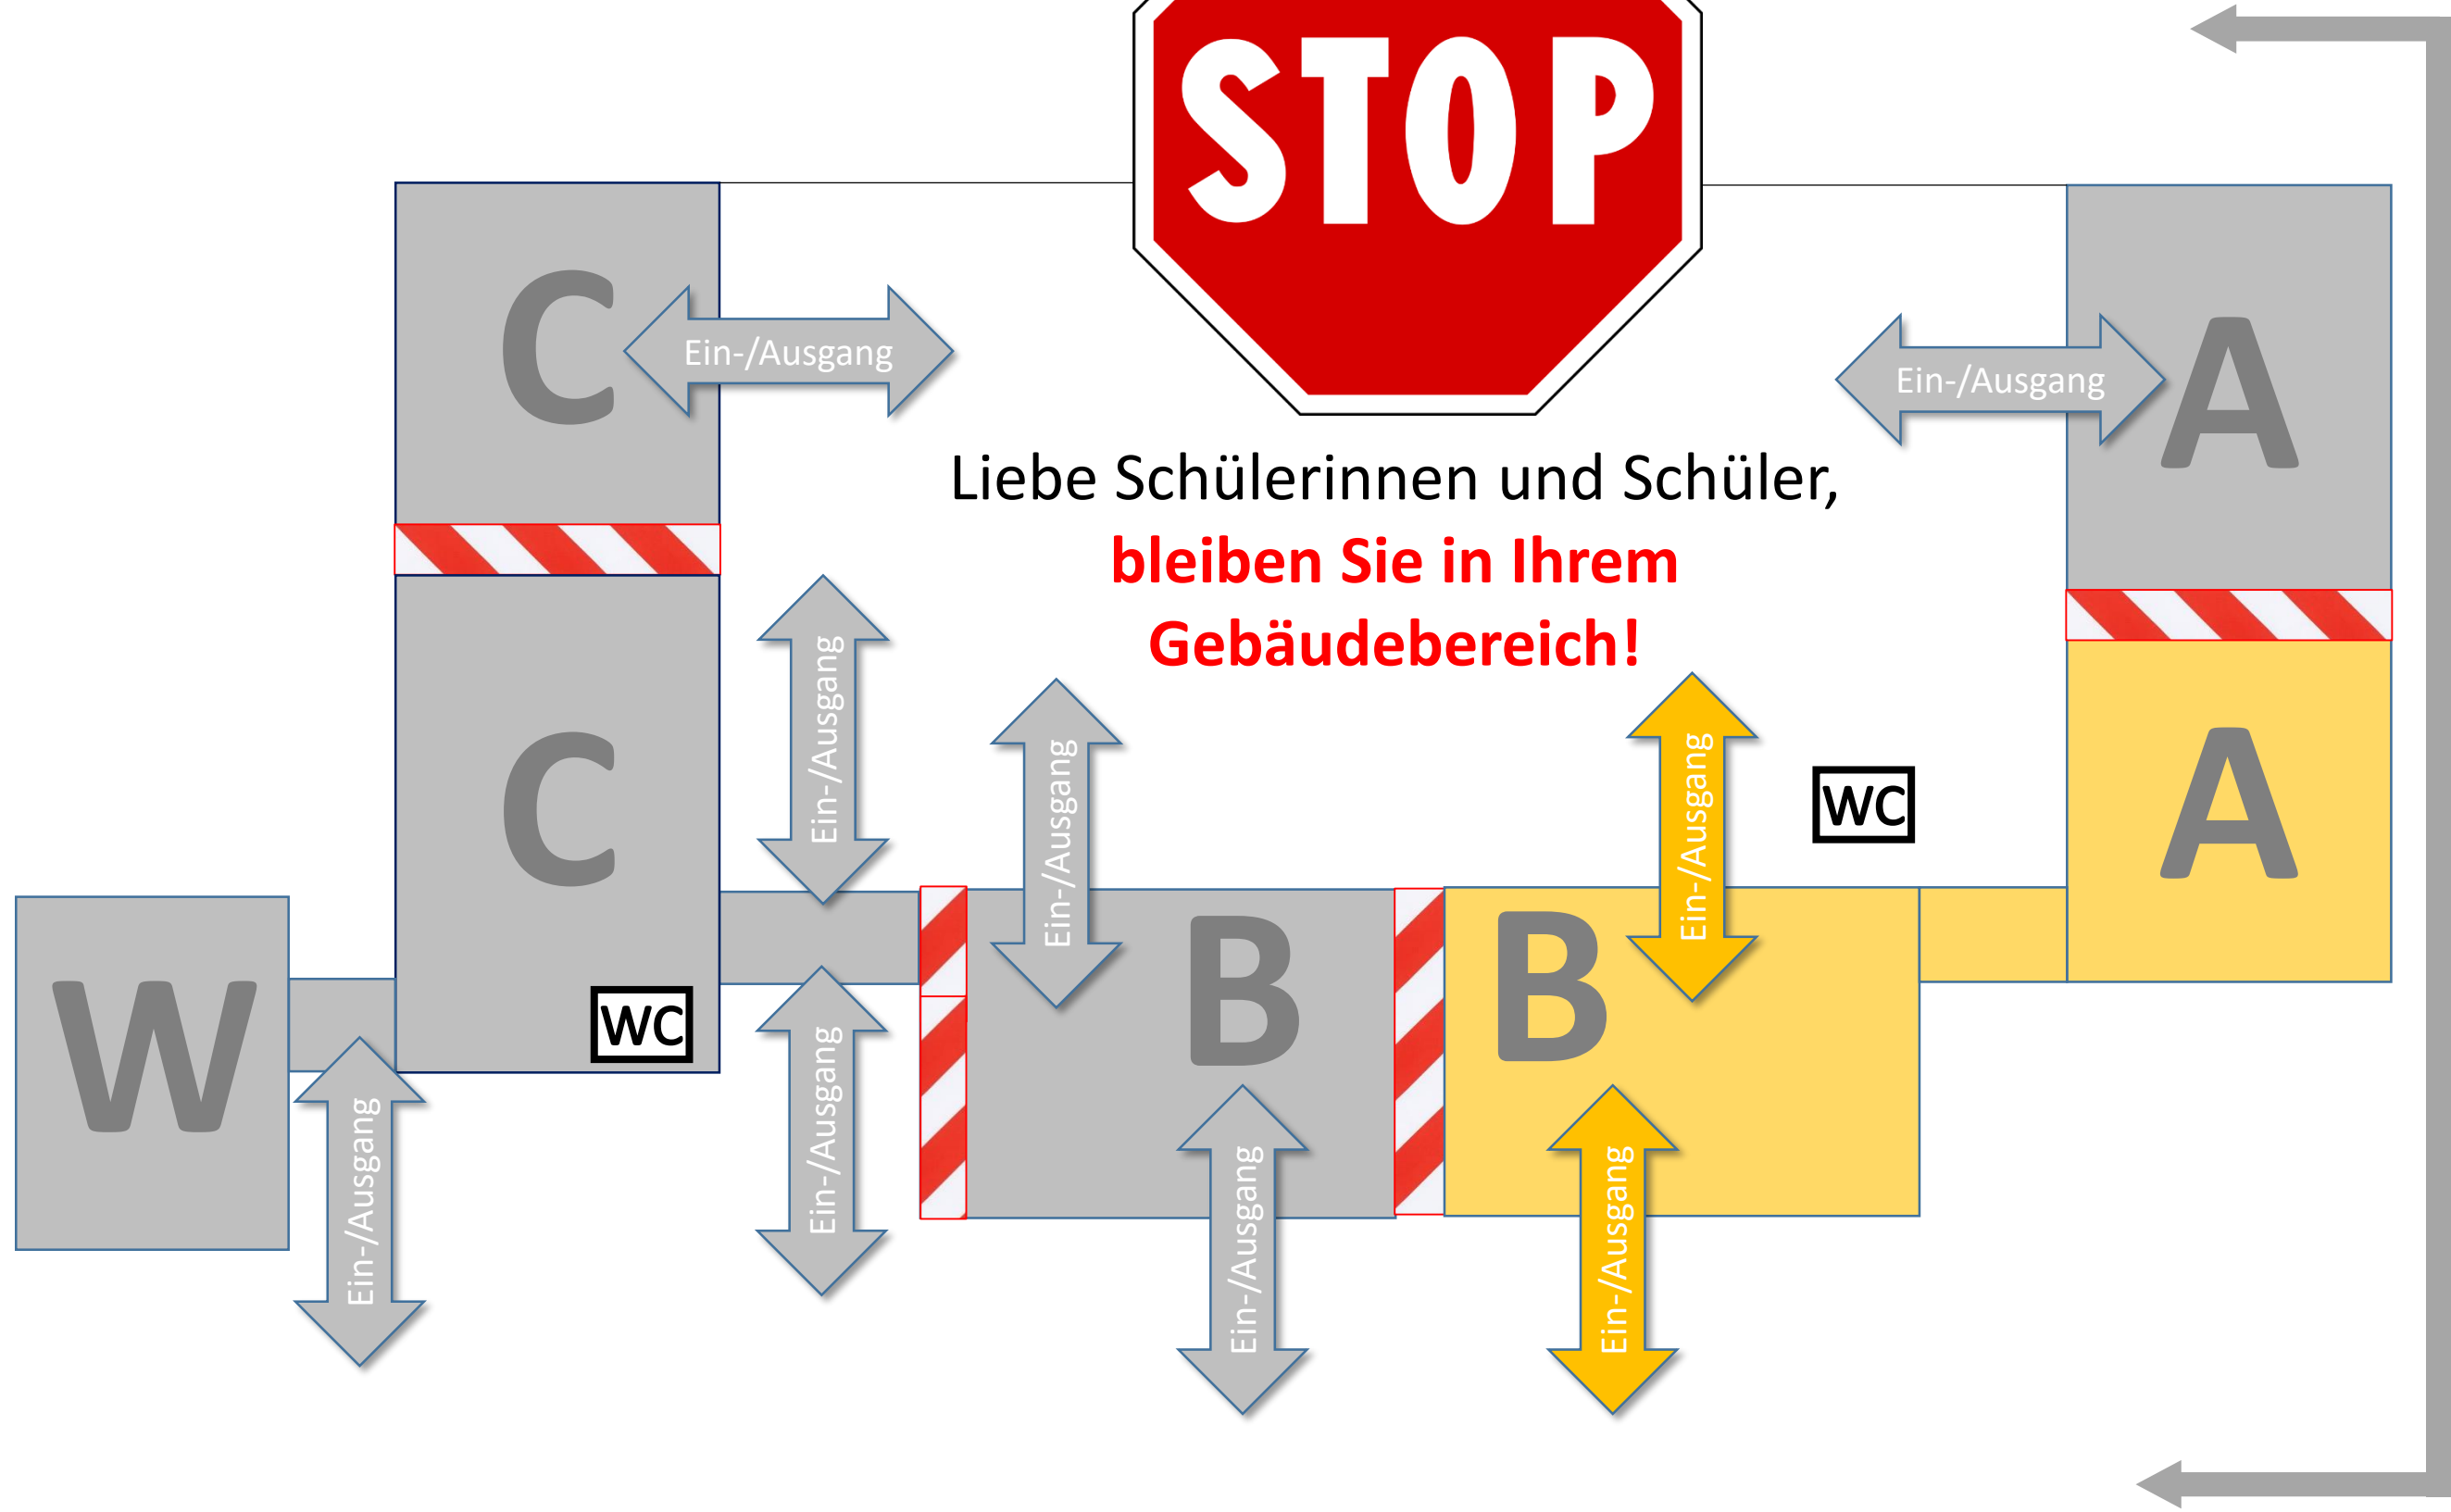 STOP
C
Ein-/Ausgang
Ein-/Ausgang
A
Liebe Schülerinnen und Schüler,
bleiben Sie in Ihrem
Gebäudebereich!
C
Ein-/Ausgang
Ein-/Ausgang
Ein-/Ausgang
WC
A
W
WC
Ein-/Ausgang
Ein-/Ausgang
B
B
Ein-/Ausgang
Ein-/Ausgang